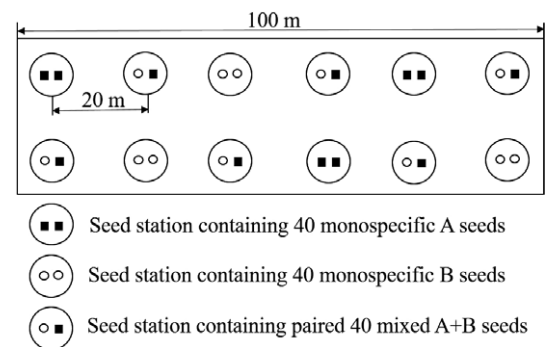 100 m
20 m
Seed station containing 40 monospecific A seeds
Seed station containing 40 monospecific B seeds
Seed station containing paired 40 mixed A+B seeds